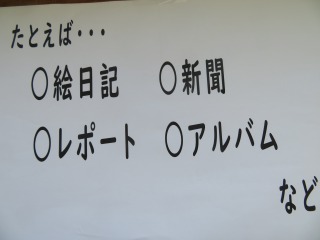 たとえば・・・
○絵日記 ○新聞
○レポート ○アルバム
など